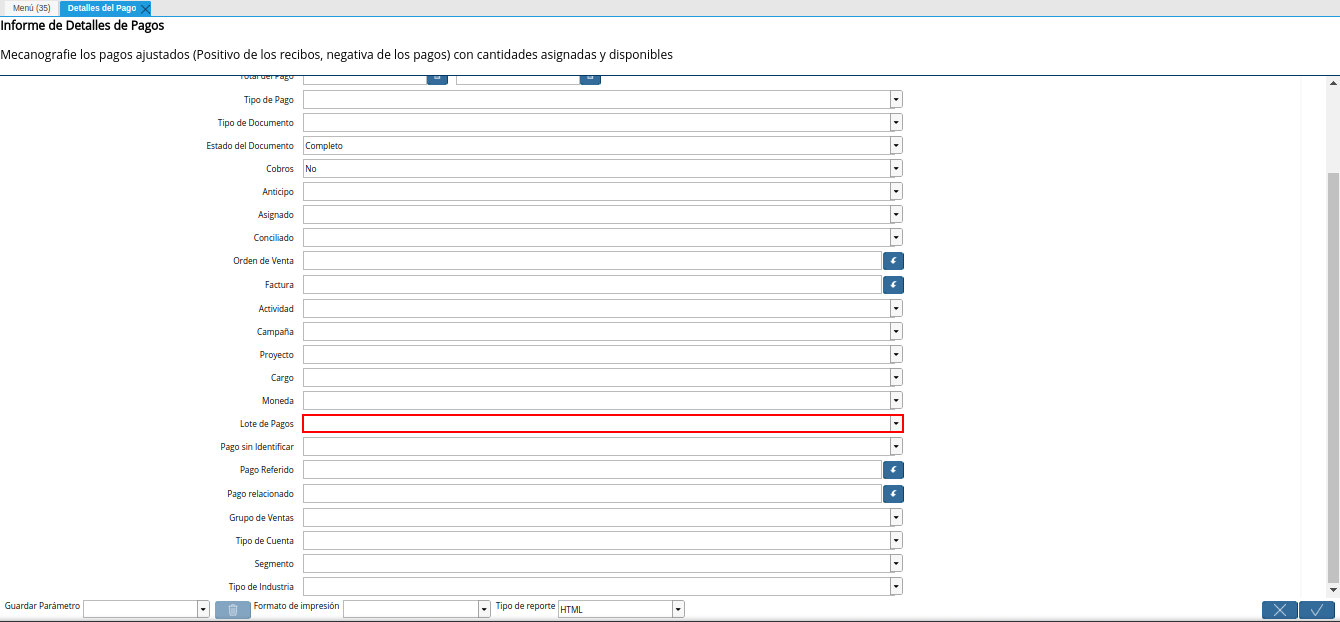 Menú (35)
Detalles del Pago
Informe de Detalles de Pagos
Mecanografie los pagos ajustados (Positivo de los recibos, negativa de los pagos) con cantidades asignadas y disponibles
Total del Pago
Tipo de Pago
Tipo de Documento
Estado del Documento Completo
Cobros No
Anticipo
Asignado
Conciliado
Orden de Venta
Factura
Actividad
Campaña
Proyecto
Cargo
Moneda
Lote de Pagos
Pago sin Identificar
Pago Referido
Pago relacionado
Grupo de Ventas
Tipo de Cuenta
Segmento
Tipo de Industria
Guardar Parámetro Formato de impresión Tipo de reporte HTML